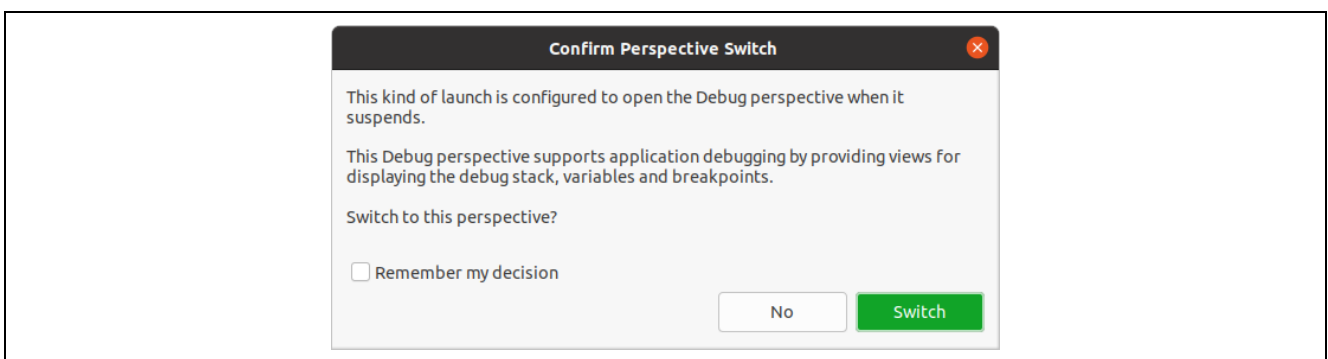 Confirm Perspective Switch
This kind of launch is configured to open the Debug perspective when it
suspends.
This Debug perspective supports application debugging by providing views for
displaying the debug stack, variables and breakpoints.
Switch to this perspective?
Remember my decision
No
Switch